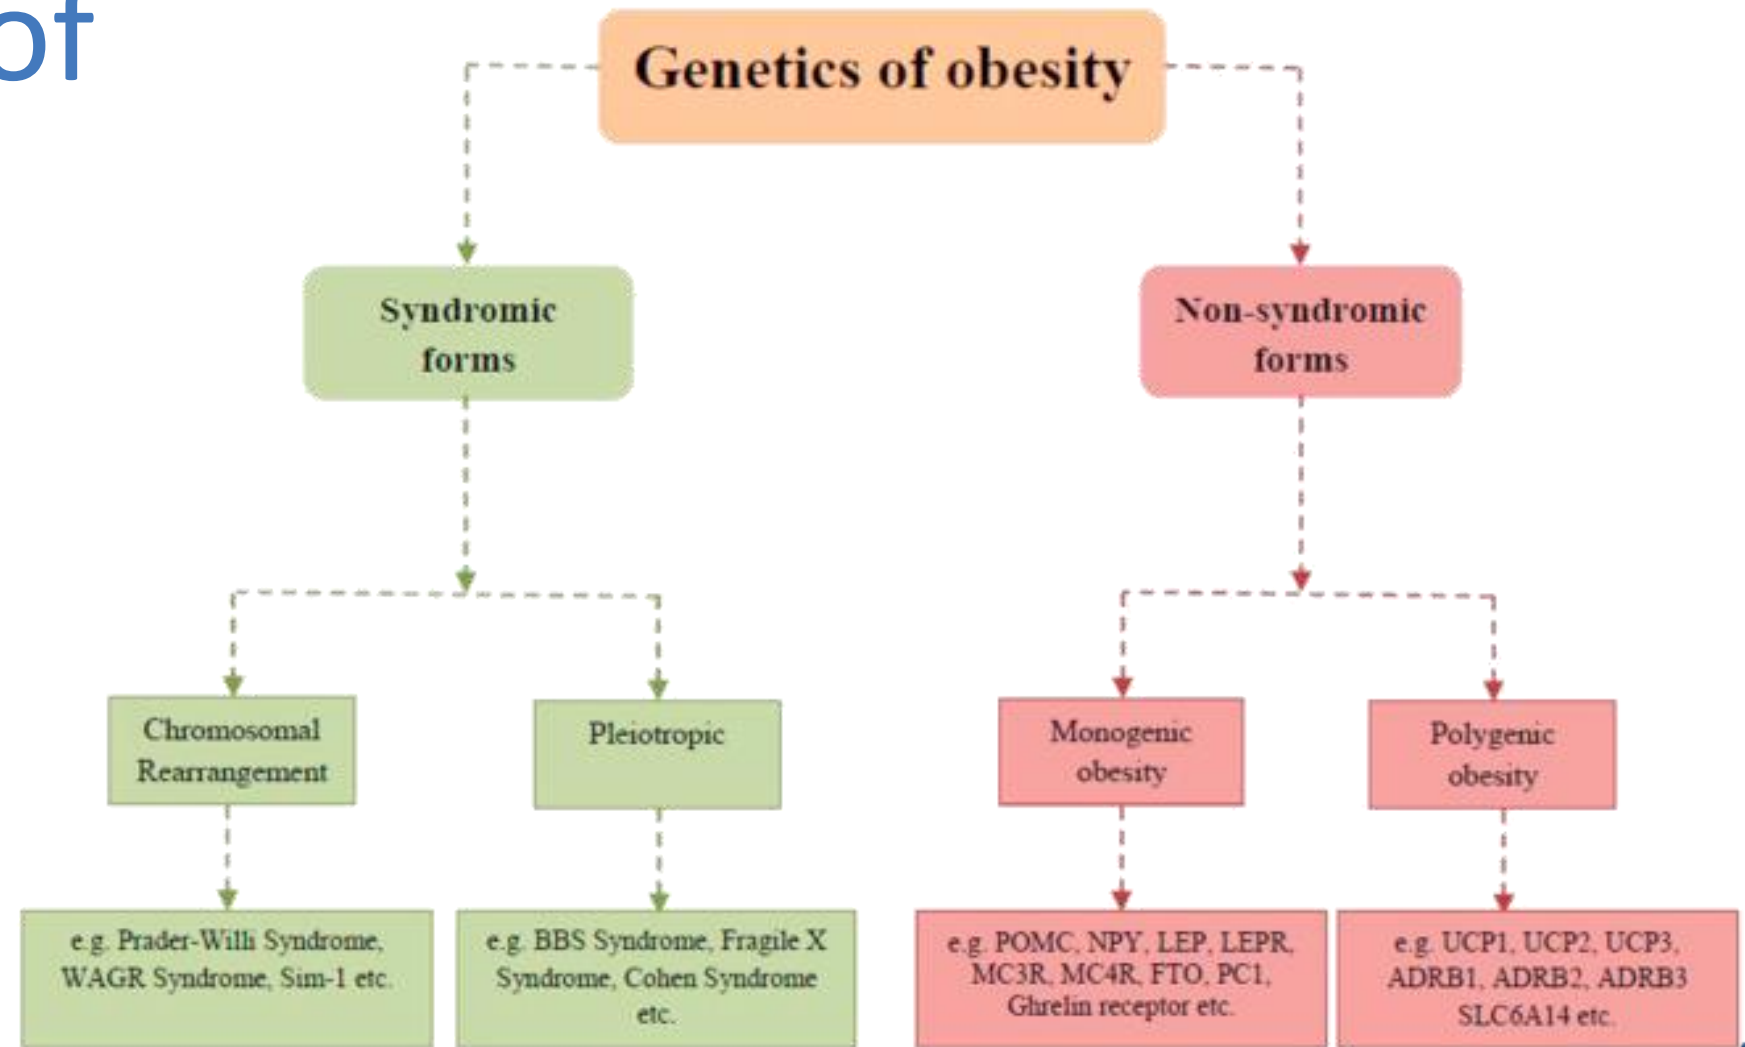 of
Genetics of obesity
Syndromic
forms
Non-syndromic
forms
Chromosomal
Rearrangement
Pleiotropic
Monogenic
obesity
Polygenic
obesity
e.g. Prader-Willi Syndrome,
WAGR Syndrome, Sim-1 etc.
e.g. BBS Syndrome, Fragile X
Syndrome, Cohen Syndrome
etc.
e.g. POMC, NPY, LEP, LEPR,
MC3R, MC4R, FTO, PC1,
Ghrelin receptor etc.
e.g. UCP1, UCP2, UCP3,
ADRB1, ADRB2, ADRB3
SLC6A14 etc.